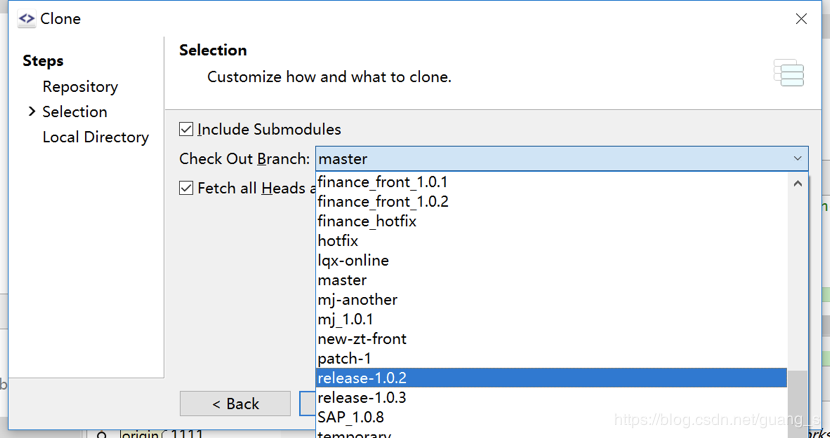 Clone
Steps
Repository
Selection
Local Directory
Selection
Customize how and what to clone.
Include Submodules
Check Out Branch: master
Fetch all Heads a
finance_front_1.0.1
finance_front_1.0.2
finance_hotfix
hotfix
lqx-online
master
mj-another
mj_1.0.1
new-zt-front
patch-1
release-1.0.2
release-1.0.3
SAP_1.0.8
temporary
< Back
origin
1111
https://blog.csdn.net/guang_s